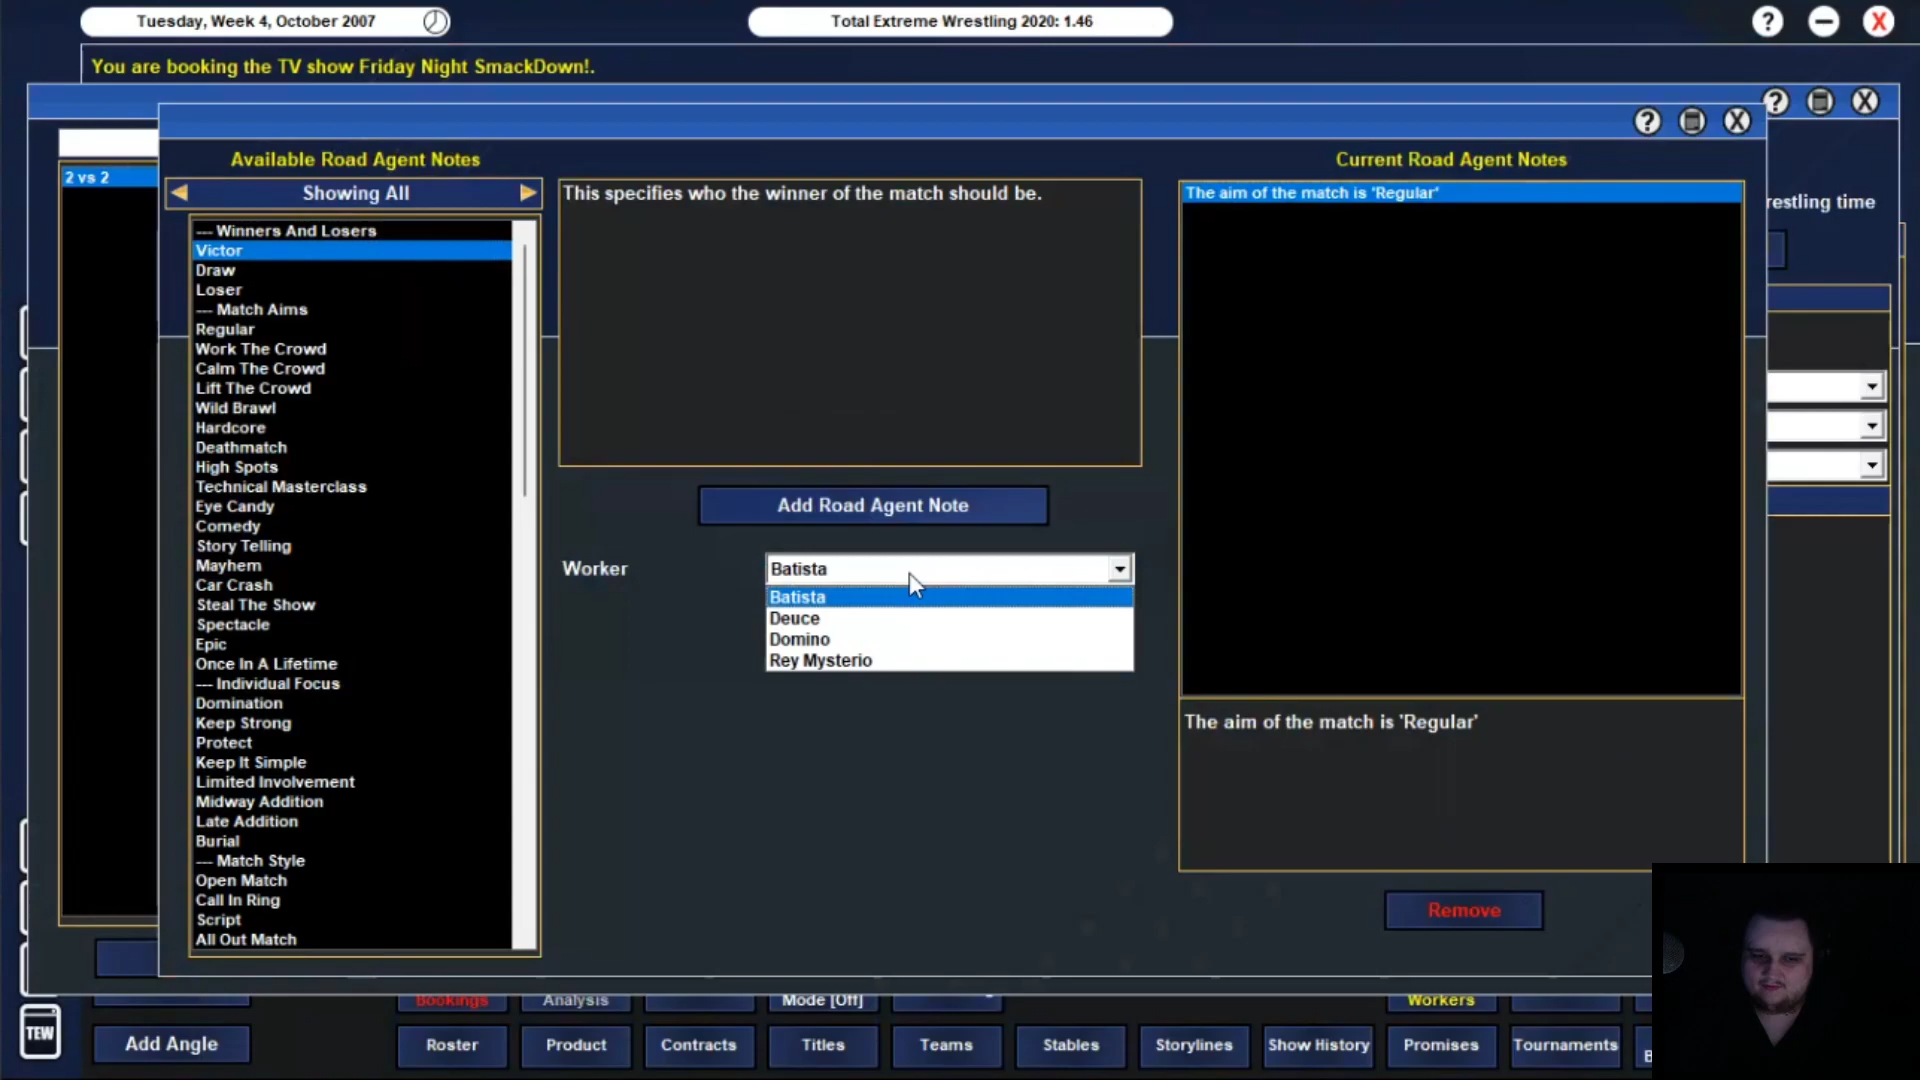 Tuesday, Week 4, October 2007
Total Extreme Wrestling 2020: 1.46
?
X
You are booking the TV show Friday Night SmackDown!.
?
X
?
X
2 vs 2
Available Road Agent Notes
Showing All
--- Winners And Losers
Victor
Draw
Loser
--- Match Aims
Regular
Work The Crowd
Calm The Crowd
Lift The Crowd
Wild Brawl
Hardcore
Deathmatch
High Spots
Technical Masterclass
Eye Candy
Comedy
Story Telling
Mayhem
Car Crash
Steal The Show
Spectacle
Epic
Once In A Lifetime
--- Individual Focus
Domination
Keep Strong
Protect
Keep It Simple
Limited Involvement
Midway Addition
Late Addition
Burial
--- Match Style
Open Match
Call In Ring
Script
All Out Match
This specifies who the winner of the match should be.
Add Road Agent Note
Worker
Batista
Batista
Deuce
Domino
Rey Mysterio
Current Road Agent Notes
The aim of the match is 'Regular'
The aim of the match is 'Regular'
Remove
restling time
Bookings
Analysis
Mode [Off]
Workers
TEW
Add Angle
Roster
Product
Contracts
Titles
Teams
Stables
Storylines
Show History
Promises
Tournaments
B